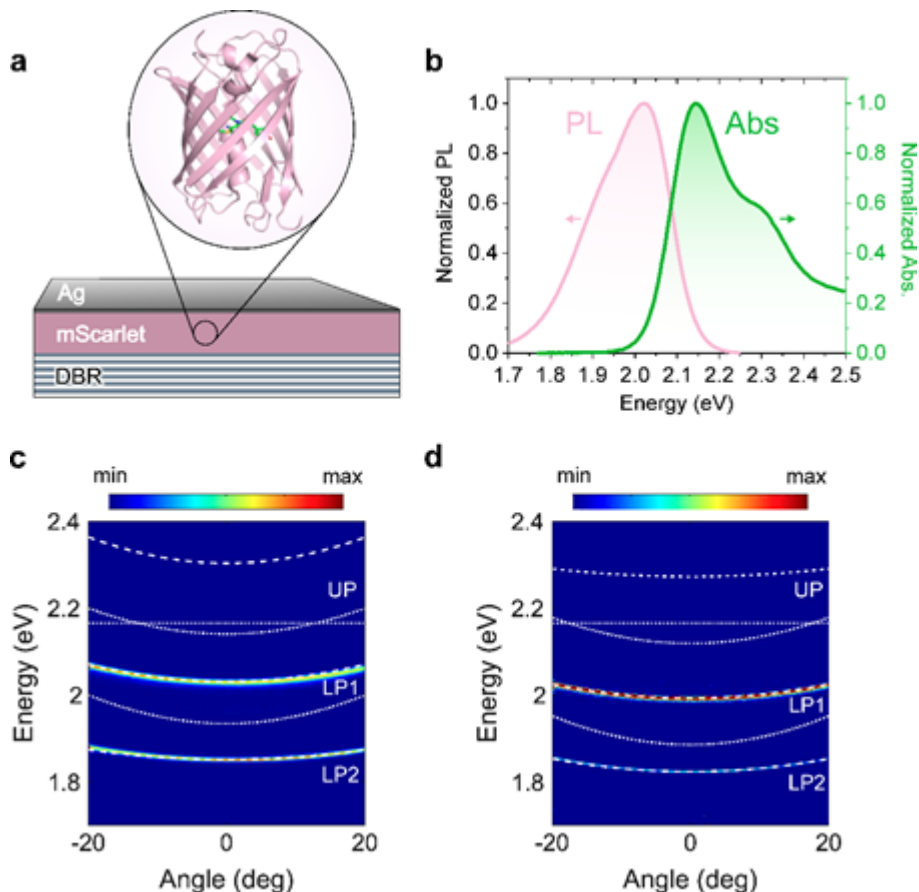 a
Ag
mScarlet
DBR
b
Normalized PL
1.0
0.8
0.6
0.4
0.2
0.0
PL
Abs
1.0
0.8
0.6
0.4
0.2
0.0
Normalized Abs.
1.7 1.8 1.9 2.0 2.1 2.2 2.3 2.4 2.5
Energy (eV)
c
min max
Energy (eV)
2.4
2.2
2
1.8
UP
LP1
LP2
-20 0 20
Angle (deg)
d
min max
Energy (eV)
2.4
2.2
2
1.8
UP
LP1
LP2
-20 0 20
Angle (deg)